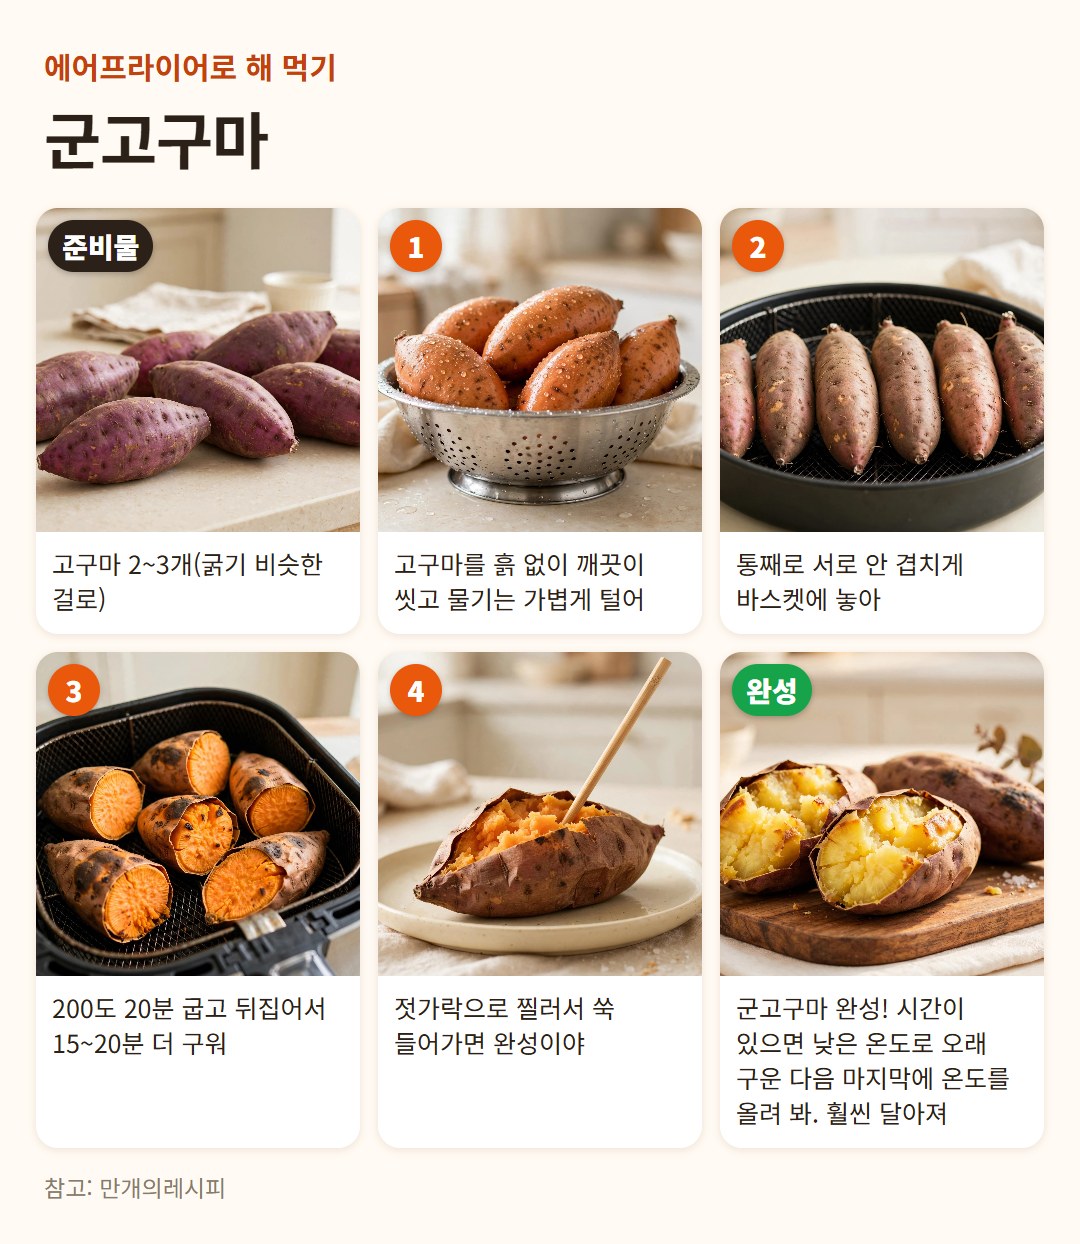 에어프라이어로 해 먹기
군고구마
준비물
고구마 2~3개(굵기 비슷한
걸로)
1
고구마를 흙 없이 깨끗이
씻고 물기는 가볍게 털어
2
통째로 서로 안 겹치게
바스켓에 놓아
3
200도 20분 굽고 뒤집어서
15~20분 더 구워
4
젓가락으로 찔러서 쑥
들어가면 완성이야
완성
군고구마 완성! 시간이
있으면 낮은 온도로 오래
구운 다음 마지막에 온도를
올려 봐. 훨씬 달아져
참고: 만개의레시피